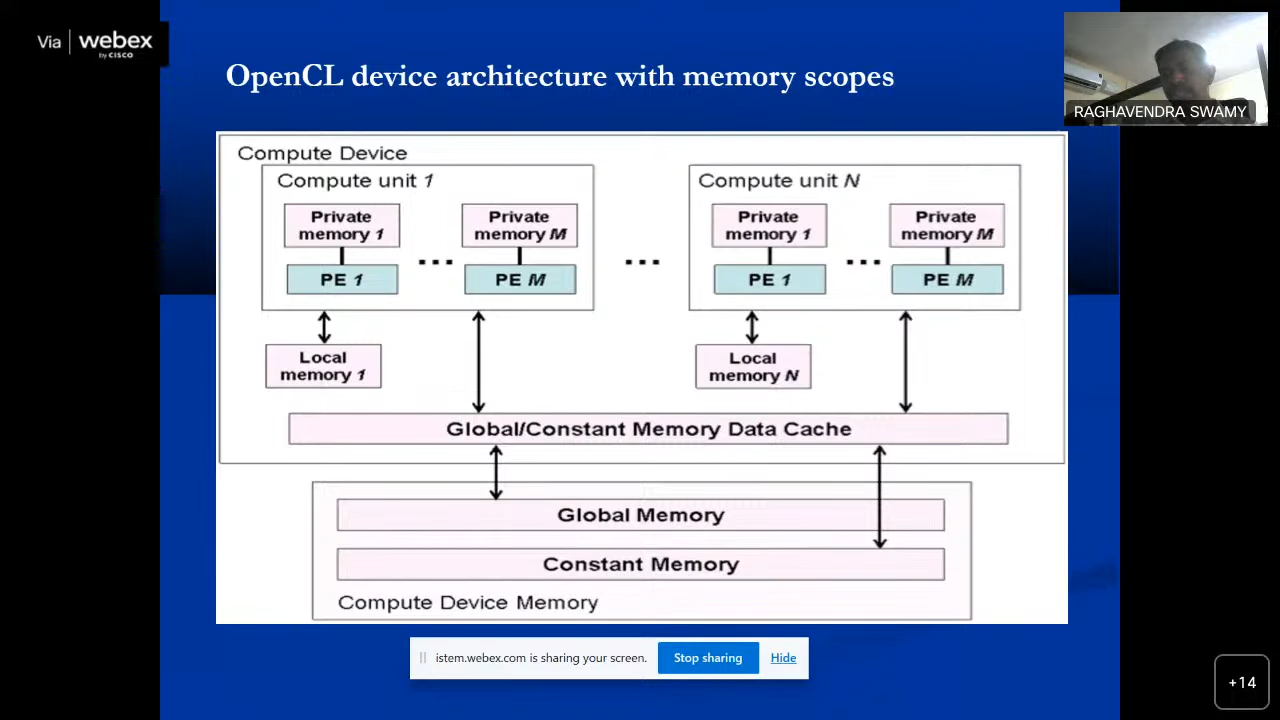 Via webex
by CISCO
OpenCL device architecture with memory scopes
RAGHAVENDRA SWAMY
Compute Device
Compute unit 1
Compute unit N
Private
memory 1
Private
memory M
Private
memory 1
Private
memory M
...
...
...
PE 1
PE M
PE 1
PE M
Local
memory 1
Local
memory N
Global/Constant Memory Data Cache
Global Memory
Constant Memory
Compute Device Memory
istem.webex.com is sharing your screen.
Stop sharing
Hide
+14